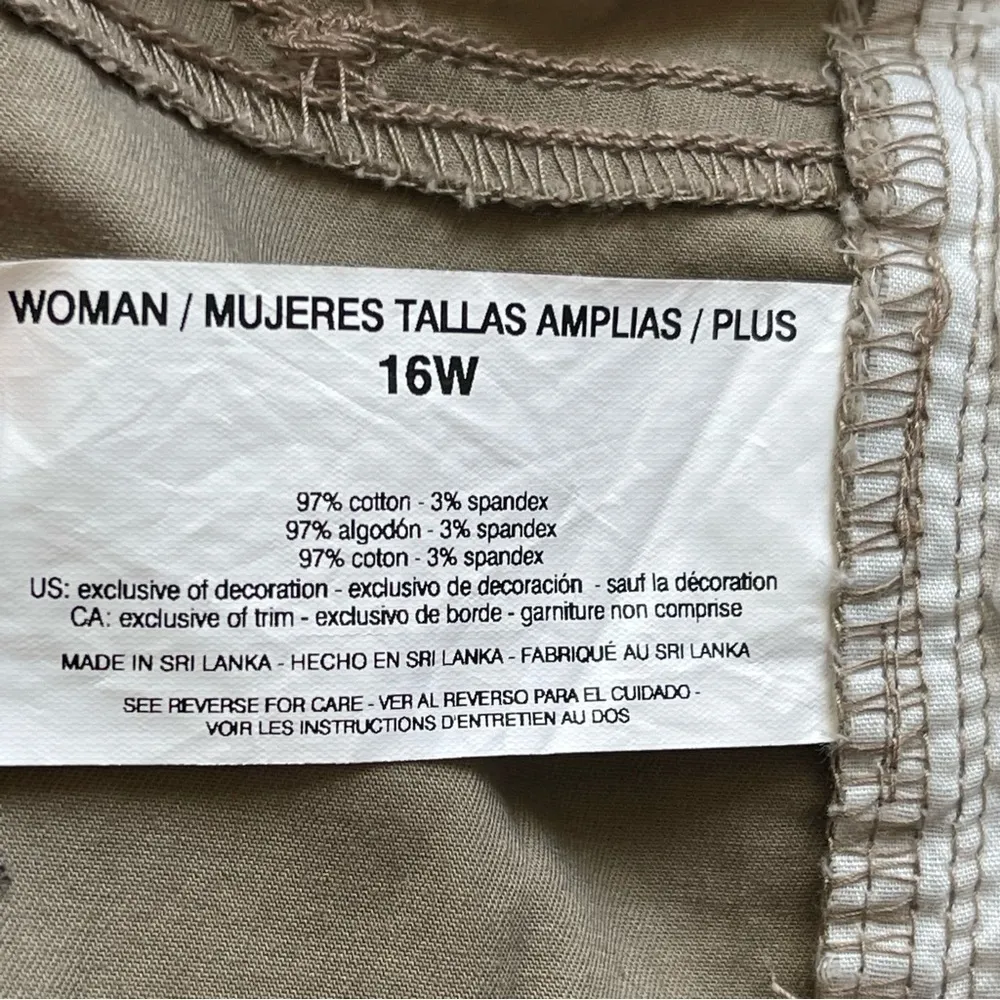 WOMAN / MUJERES TALLAS AMPLIAS / PLUS
16W
97% cotton - 3% spandex
97% algodón - 3% spandex
97% coton - 3% spandex
US: exclusive of decoration - exclusivo de decoración - sauf la décoration
CA: exclusive of trim - exclusivo de borde - garniture non comprise
MADE IN SRI LANKA - HECHO EN SRI LANKA - FABRIQUÉ AU SRI LANKA
SEE REVERSE FOR CARE - VER AL REVERSO PARA EL CUIDADO -
VOIR LES INSTRUCTIONS D'ENTRETIEN AU DOS